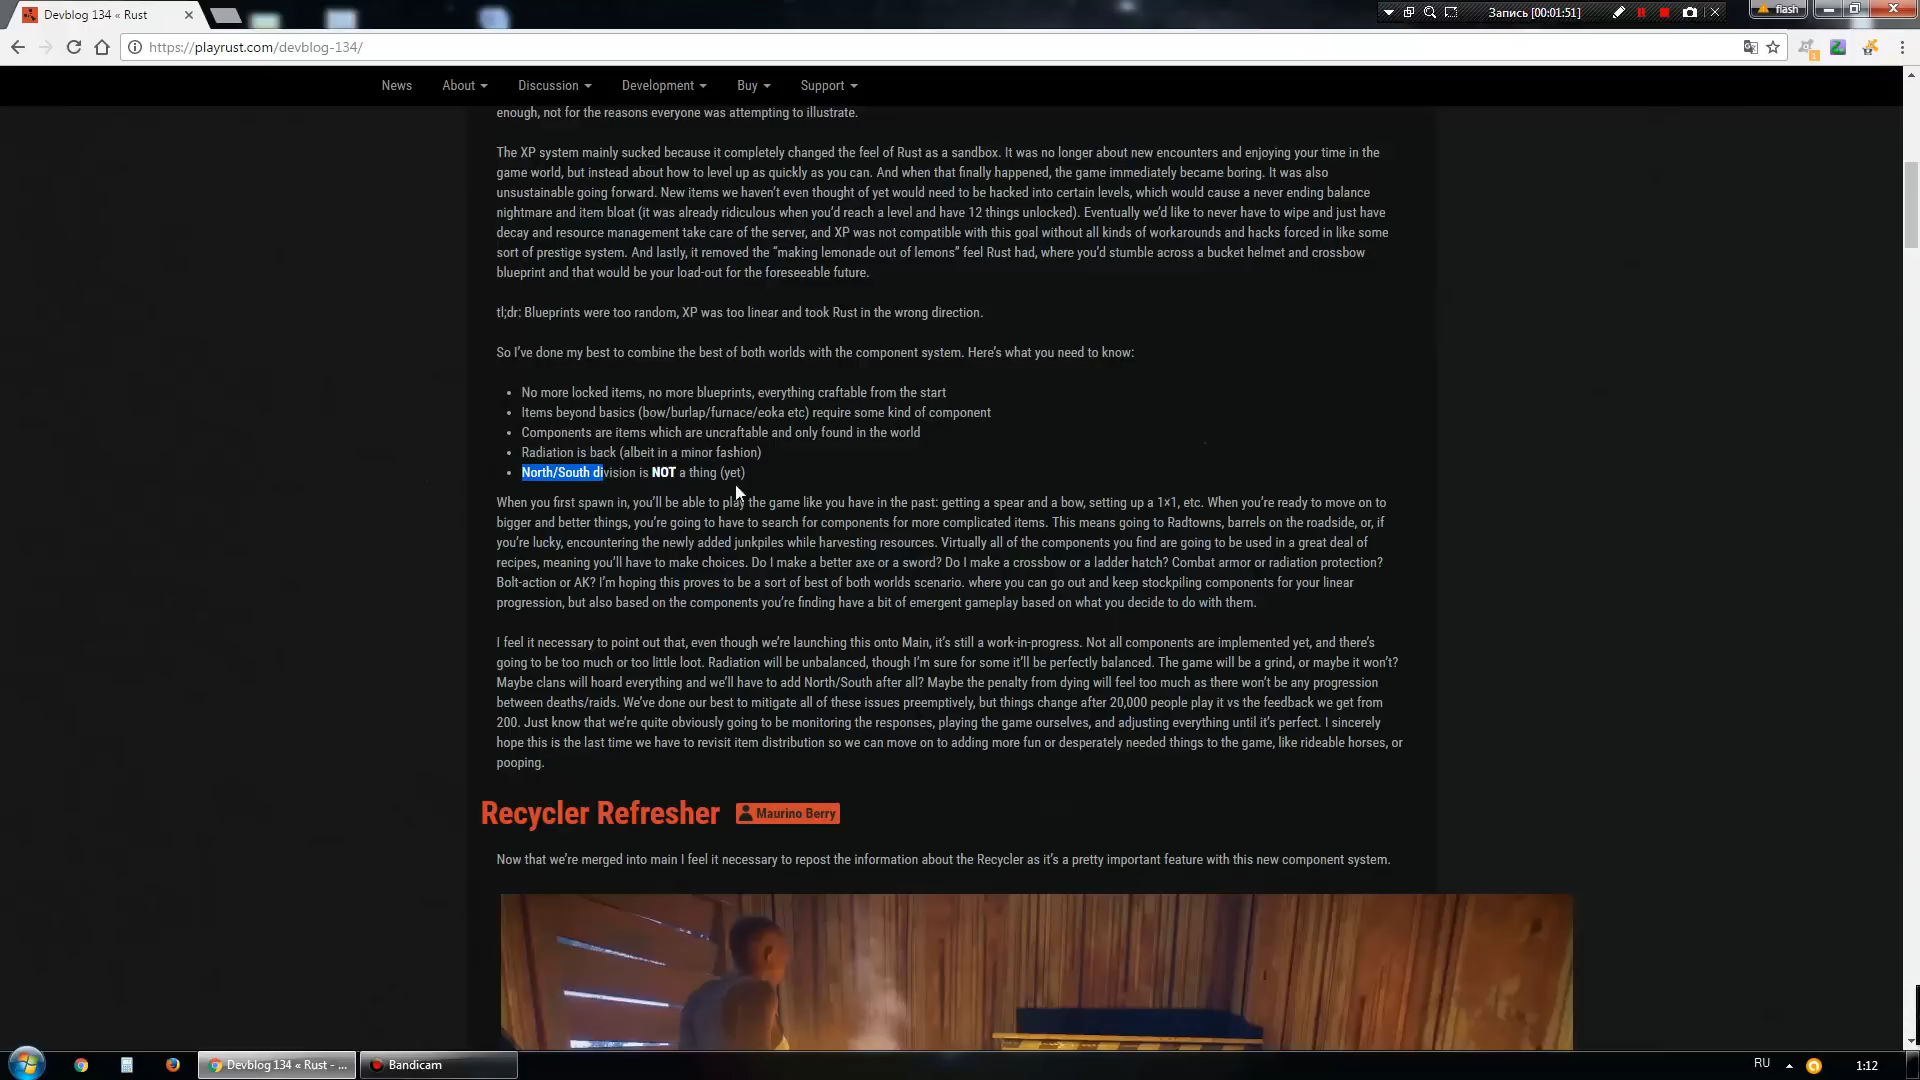 Devblog 134 « Rust
Запись [00:01:51]
flash
https://playrust.com/devblog-134/
News About Discussion Development Buy Support
enough, not for the reasons everyone was attempting to illustrate.
The XP system mainly sucked because it completely changed the feel of Rust as a sandbox. It was no longer about new encounters and enjoying your time in the
game world, but instead about how to level up as quickly as you can. And when that finally happened, the game immediately became boring. It was also
unsustainable going forward. New items we haven't even thought of yet would need to be hacked into certain levels, which would cause a never ending balance
nightmare and item bloat (it was already ridiculous when you'd reach a level and have 12 things unlocked). Eventually we'd like to never have to wipe and just have
decay and resource management take care of the server, and XP was not compatible with this goal without all kinds of workarounds and hacks forced in like some
sort of prestige system. And lastly, it removed the “making lemonade out of lemons” feel Rust had, where you'd stumble across a bucket helmet and crossbow
blueprint and that would be your load-out for the foreseeable future.
tl;dr: Blueprints were too random, XP was too linear and took Rust in the wrong direction.
So I've done my best to combine the best of both worlds with the component system. Here's what you need to know:
• No more locked items, no more blueprints, everything craftable from the start
• Items beyond basics (bow/burlap/furnace/eoka etc) require some kind of component
• Components are items which are uncraftable and only found in the world
• Radiation is back (albeit in a minor fashion)
• North/South division is NOT a thing (yet)
When you first spawn in, you'll be able to play the game like you have in the past: getting a spear and a bow, setting up a 1×1, etc. When you're ready to move on to
bigger and better things, you're going to have to search for components for more complicated items. This means going to Radtowns, barrels on the roadside, or, if
you're lucky, encountering the newly added junkpiles while harvesting resources. Virtually all of the components you find are going to be used in a great deal of
recipes, meaning you'll have to make choices. Do I make a better axe or a sword? Do I make a crossbow or a ladder hatch? Combat armor or radiation protection?
Bolt-action or AK? I'm hoping this proves to be a sort of best of both worlds scenario. where you can go out and keep stockpiling components for your linear
progression, but also based on the components you're finding have a bit of emergent gameplay based on what you decide to do with them.
I feel it necessary to point out that, even though we're launching this onto Main, it's still a work-in-progress. Not all components are implemented yet, and there's
going to be too much or too little loot. Radiation will be unbalanced, though I'm sure for some it'll be perfectly balanced. The game will be a grind, or maybe it won't?
Maybe clans will hoard everything and we'll have to add North/South after all? Maybe the penalty from dying will feel too much as there won't be any progression
between deaths/raids. We've done our best to mitigate all of these issues preemptively, but things change after 20,000 people play it vs the feedback we get from
200. Just know that we're quite obviously going to be monitoring the responses, playing the game ourselves, and adjusting everything until it's perfect. I sincerely
hope this is the last time we have to revisit item distribution so we can move on to adding more fun or desperately needed things to the game, like rideable horses, or
pooping.
Recycler Refresher Maurino Berry
Now that we're merged into main I feel it necessary to repost the information about the Recycler as it's a pretty important feature with this new component system.
Devblog 134 « Rust - ... Bandicam RU 1:12